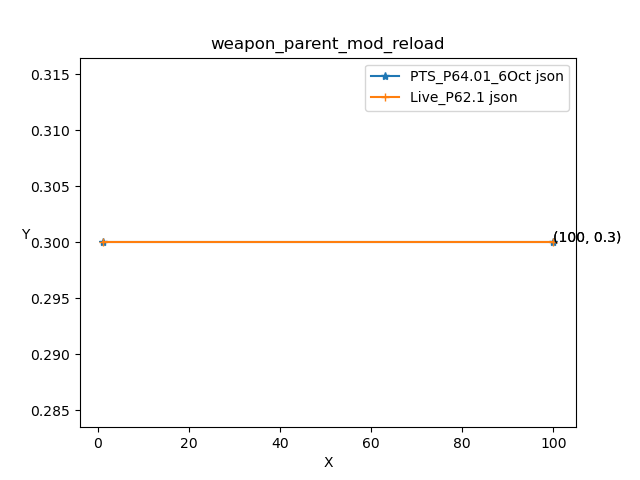 weapon_parent_mod_reload
PTS_P64.01_6Oct json
Live_P62.1 json
0.315
0.310
0.305
Y
0.300
(100, 0.3)
0.295
0.290
0.285
0 20 40 60 80 100
X